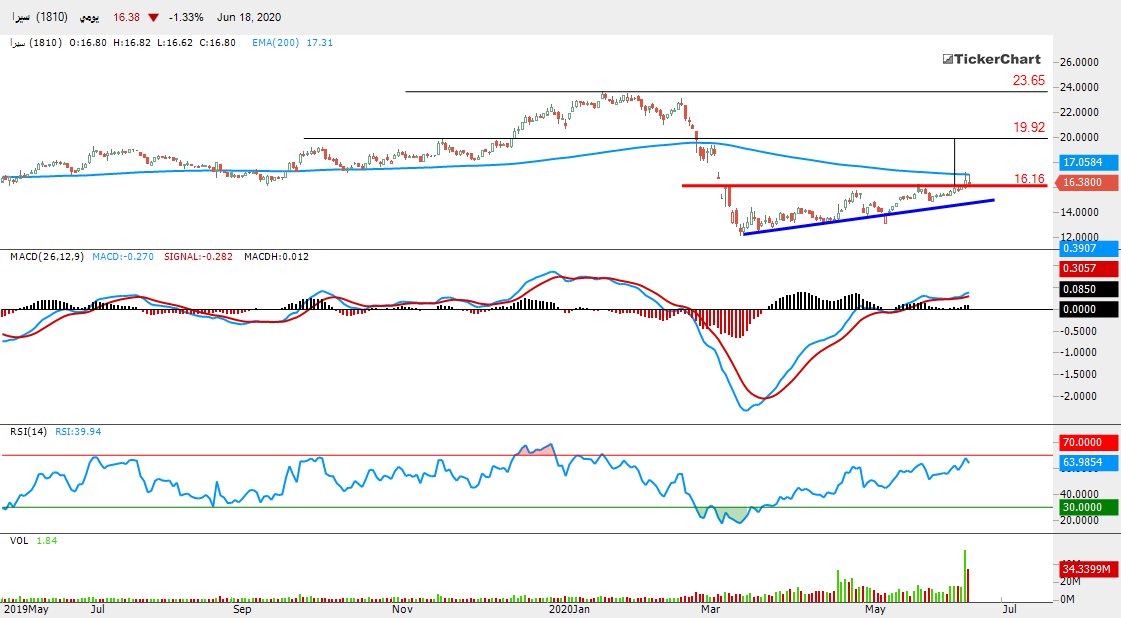 سيرا (1810) يومي 16.38 -1.33% Jun 18, 2020
سيرا (1810) O:16.80 H:16.82 L:16.62 C:16.80 EMA(200) 17.31
TickerChart
26.0000
23.65
24.0000
22.0000
19.92
20.0000
17.0584
16.16
16.3800
14.0000
12.0000
0.3907
MACD(26,12,9) MACD:-0.270 SIGNAL:-0.282 MACDH:0.012
0.3057
0.0850
0.0000
-0.5000
-1.0000
-1.5000
-2.0000
RSI(14) RSI:39.94
70.0000
63.9854
40.0000
30.0000
20.0000
VOL 1.84
34.3399M
20M
0M
2019May Jul Sep Nov 2020Jan Mar May Jul